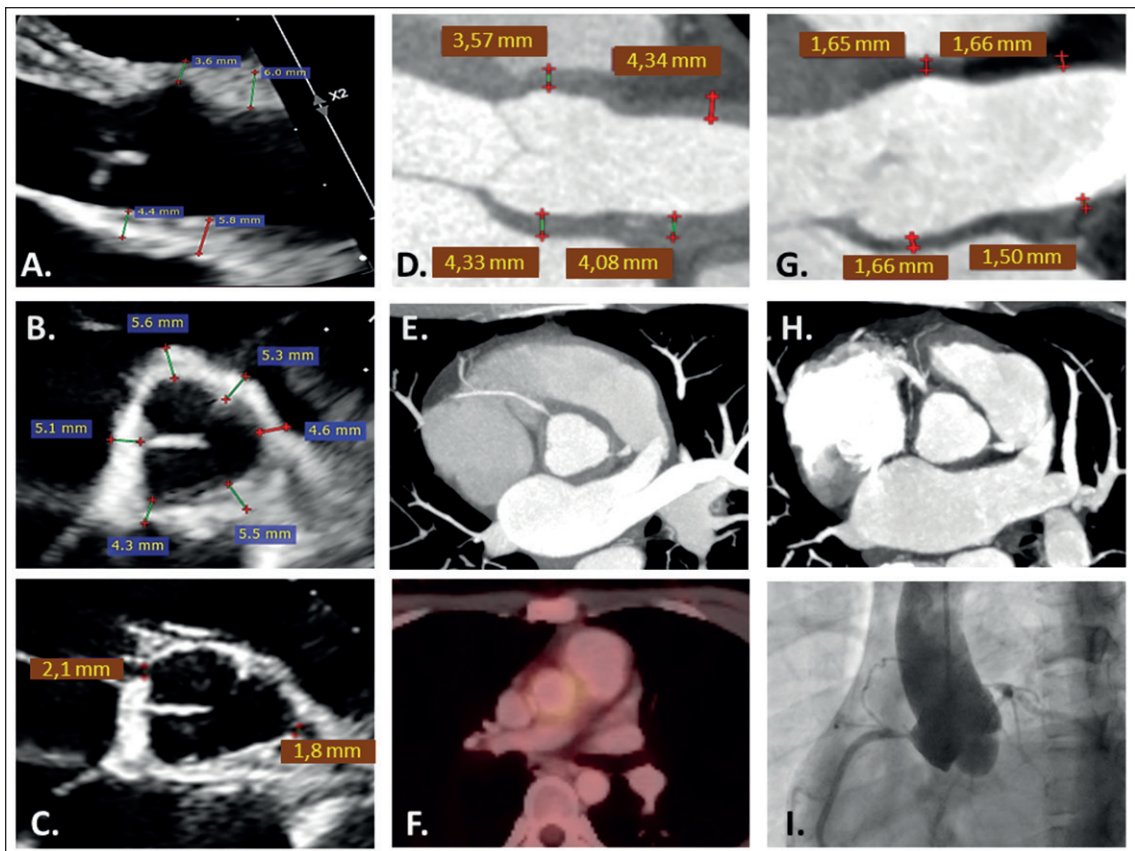 3.6 mm
6.0 mm
X2
4.4 mm
5.8 mm
A.
3,57 mm
4,34 mm
4,33 mm
4,08 mm
D.
1,65 mm
1,66 mm
1,66 mm
1,50 mm
G.
B.
5.6 mm
5.3 mm
5.1 mm
4.6 mm
4.3 mm
5.5 mm
E.
H.
2,1 mm
1,8 mm
C.
F.
I.